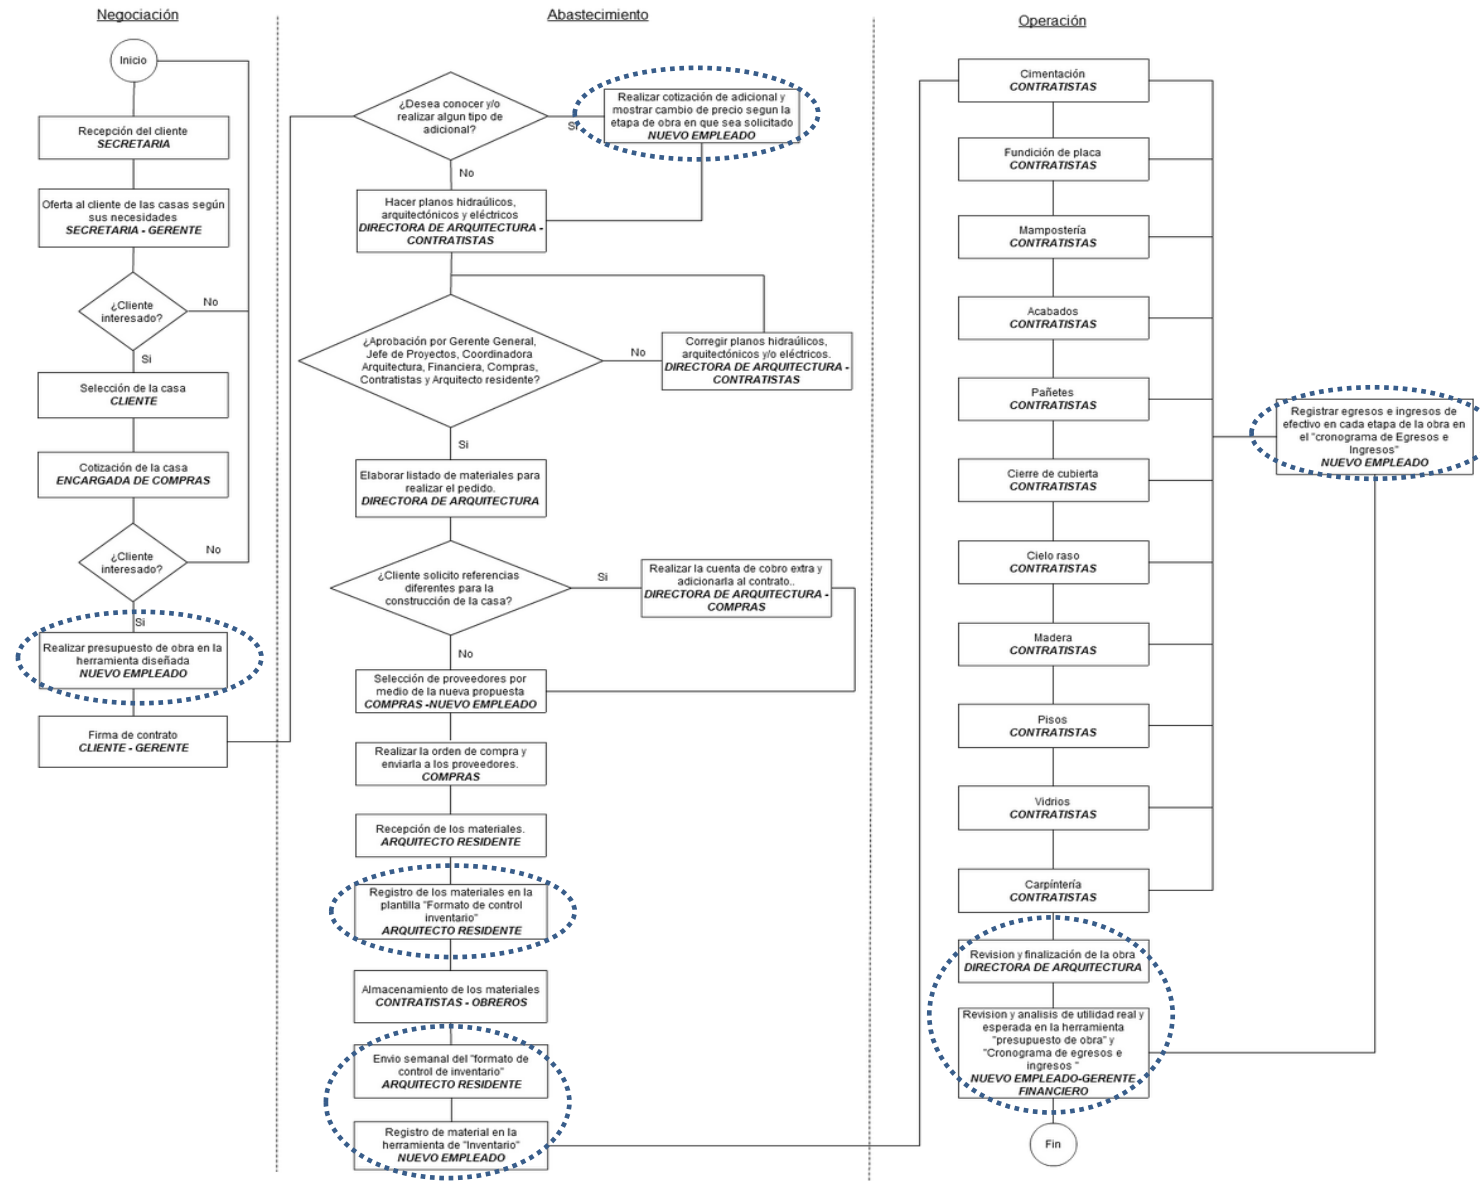 Negociación
Inicio
Recepción del cliente
SECRETARIA
Oferta al cliente de las casas según
sus necesidades
SECRETARIA - GERENTE
¿Cliente
interesado?
No
Si
Selección de la casa
CLIENTE
Cotización de la casa
ENCARGADA DE COMPRAS
¿Cliente
interesado?
No
Si
Realizar presupuesto de obra en la
herramienta diseñada
NUEVO EMPLEADO
Firma de contrato
CLIENTE - GERENTE
Abastecimiento
¿Desea conocer y/o
realizar algun tipo de
adicional?
Si
Realizar cotización de adicional y
mostrar cambio de precio segun la
etapa de obra en que sea solicitado
NUEVO EMPLEADO
No
Hacer planos hidraúlicos,
arquitectónicos y eléctricos
DIRECTORA DE ARQUITECTURA -
CONTRATISTAS
¿Aprobación por Gerente General,
Jefe de Proyectos, Coordinadora
Arquitectura, Financiera, Compras,
Contratistas y Arquitecto residente?
No
Corregir planos hidraúlicos,
arquitectónicos y/o eléctricos.
DIRECTORA DE ARQUITECTURA -
CONTRATISTAS
Si
Elaborar listado de materiales para
realizar el pedido.
DIRECTORA DE ARQUITECTURA
¿Cliente solicito referencias
diferentes para la
construcción de la casa?
Si
Realizar la cuenta de cobro extra y
adicionarla al contrato..
DIRECTORA DE ARQUITECTURA -
COMPRAS
No
Selección de proveedores por
medio de la nueva propuesta
COMPRAS -NUEVO EMPLEADO
Realizar la orden de compra y
enviarla a los proveedores.
COMPRAS
Recepción de los materiales.
ARQUITECTO RESIDENTE
Registro de los materiales en la
plantilla "Formato de control
inventario"
ARQUITECTO RESIDENTE
Almacenamiento de los materiales
CONTRATISTAS - OBREROS
Envio semanal del "formato de
control de inventario"
ARQUITECTO RESIDENTE
Registro de material en la
herramienta de "Inventario"
NUEVO EMPLEADO
Operación
Cimentación
CONTRATISTAS
Fundición de placa
CONTRATISTAS
Mampostería
CONTRATISTAS
Acabados
CONTRATISTAS
Pañetes
CONTRATISTAS
Cierre de cubierta
CONTRATISTAS
Cielo raso
CONTRATISTAS
Madera
CONTRATISTAS
Pisos
CONTRATISTAS
Vidrios
CONTRATISTAS
Carpíntería
CONTRATISTAS
Revision y finalización de la obra
DIRECTORA DE ARQUITECTURA
Revision y analisis de utilidad real y
esperada en la herramienta
"presupuesto de obra" y
"Cronograma de egresos e
ingresos "
NUEVO EMPLEADO-GERENTE
FINANCIERO
Fin
Registrar egresos e ingresos de
efectivo en cada etapa de la obra en
el "cronograma de Egresos e
Ingresos"
NUEVO EMPLEADO